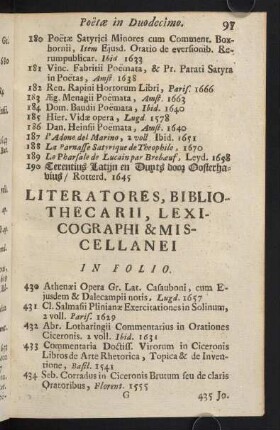 Poëtæ in Duodecimo. 97
180 Poëtæ Satyrici Minores cum Comment. Box-
hornii, Item Ejusd. Oratio de eversionib. Re-
rumpublicar. Ibid 1633
181 Vinc. Fabritii Poëmata, & Pr. Parati Satyra
in Poëtas, Amst. 1638
182 Ren. Rapini Hortorum Libri, Paris. 1666
183 Æg. Menagii Poëmata, Amst. 1663
184 Dom. Baudii Poëmata, Ibid. 1640
185 Hier. Vidæ opera, Lugd.
186 Dan. Heinsii Poëmata, Amst. 1640
187 l'Adone del Marino, 2 voll. Ibid. 1651
188 La Parnasse Satyrique de Theophile, 1670
189 La Pharsale de Lucain par Brebeuf, Leyd. 1658
190 Terentius Latijn en Duyts door Oosterha-
vius, Rotterd. 1645
LITERATORES, BIBLIO-
THECARII, LEXI-
COGRAPHI & MIS-
CELLANEI
IN FOLIO.
430 Athenæi Opera Gr. Lat. Casauboni, cum E-
jusdem & Dalecampii notis, Lugd. 1657
431 Cl. Salmasii Plinianæ Exercitationes in Solinum,
2 voll. Paris. 1629
432 Abr. Lotharingii Commentarius in Orationes
Ciceronis. 2 voll. Ibid. 1631
433 Commentaria Doctiss. Virorum in Ciceronis
Libros de Arte Rhetorica, Topica & de Inven-
tione, Basil. 1541
434 Seb. Corradus in Ciceronis Brutum seu de claris
Oratoribus, Florent. 1555
G 435 Jo.